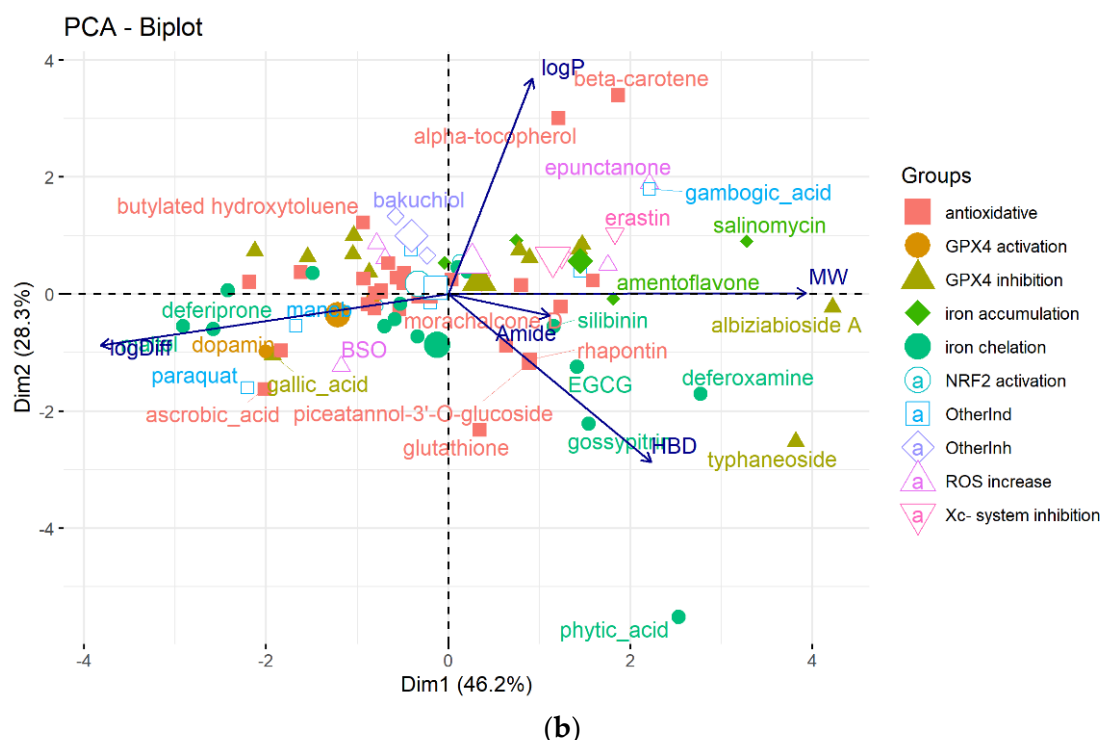 PCA - Biplot
4
2
0
-2
-4
Dim2 (28.3%)
logP
beta-carotene
alpha-tocopherol
epunctanone
gambogic_acid
butylated hydroxytoluene
bakuchiol
erastin
salinomycin
amentoflavone
MW
deferiprone
morachalcone D
silibinin
albiziabioside A
logDiff
dopamin
BSO
Amide
rhapontin
paraquat
gallic_acid
EGCG
deferoxamine
ascrobic_acid
piceatannol-3'-O-glucoside
glutathione
gossypitrin
HBD
typhaneoside
phytic_acid
-4
-2
0
2
4
Dim1 (46.2%)
Groups
antioxidative
GPX4 activation
GPX4 inhibition
iron accumulation
iron chelation
a NRF2 activation
a OtherInd
a OtherInh
a ROS increase
a Xc- system inhibition
(b)